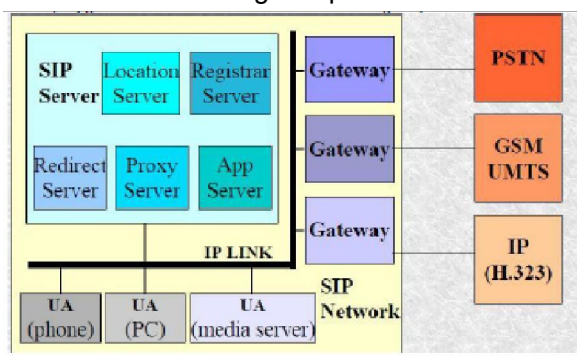 SIP
Server
Location
Server
Registrar
Server
Redirect
Server
Proxy
Server
App
Server
Gateway
Gateway
Gateway
PSTN
GSM
UMTS
IP
(H.323)
IP LINK
SIP
Network
UA
(phone)
UA
(PC)
UA
(media server)